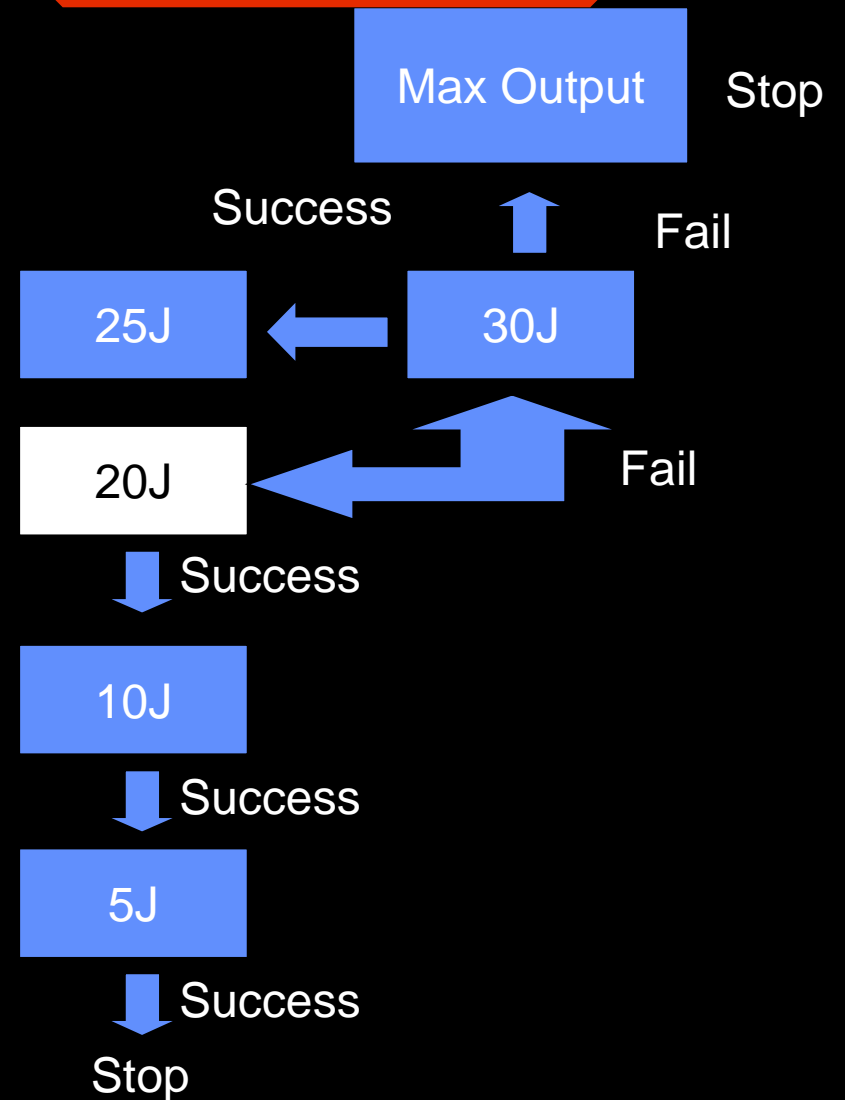 Max Output
Stop
Success
Fail
25J
30J
20J
Fail
Success
10J
Success
5J
Success
Stop